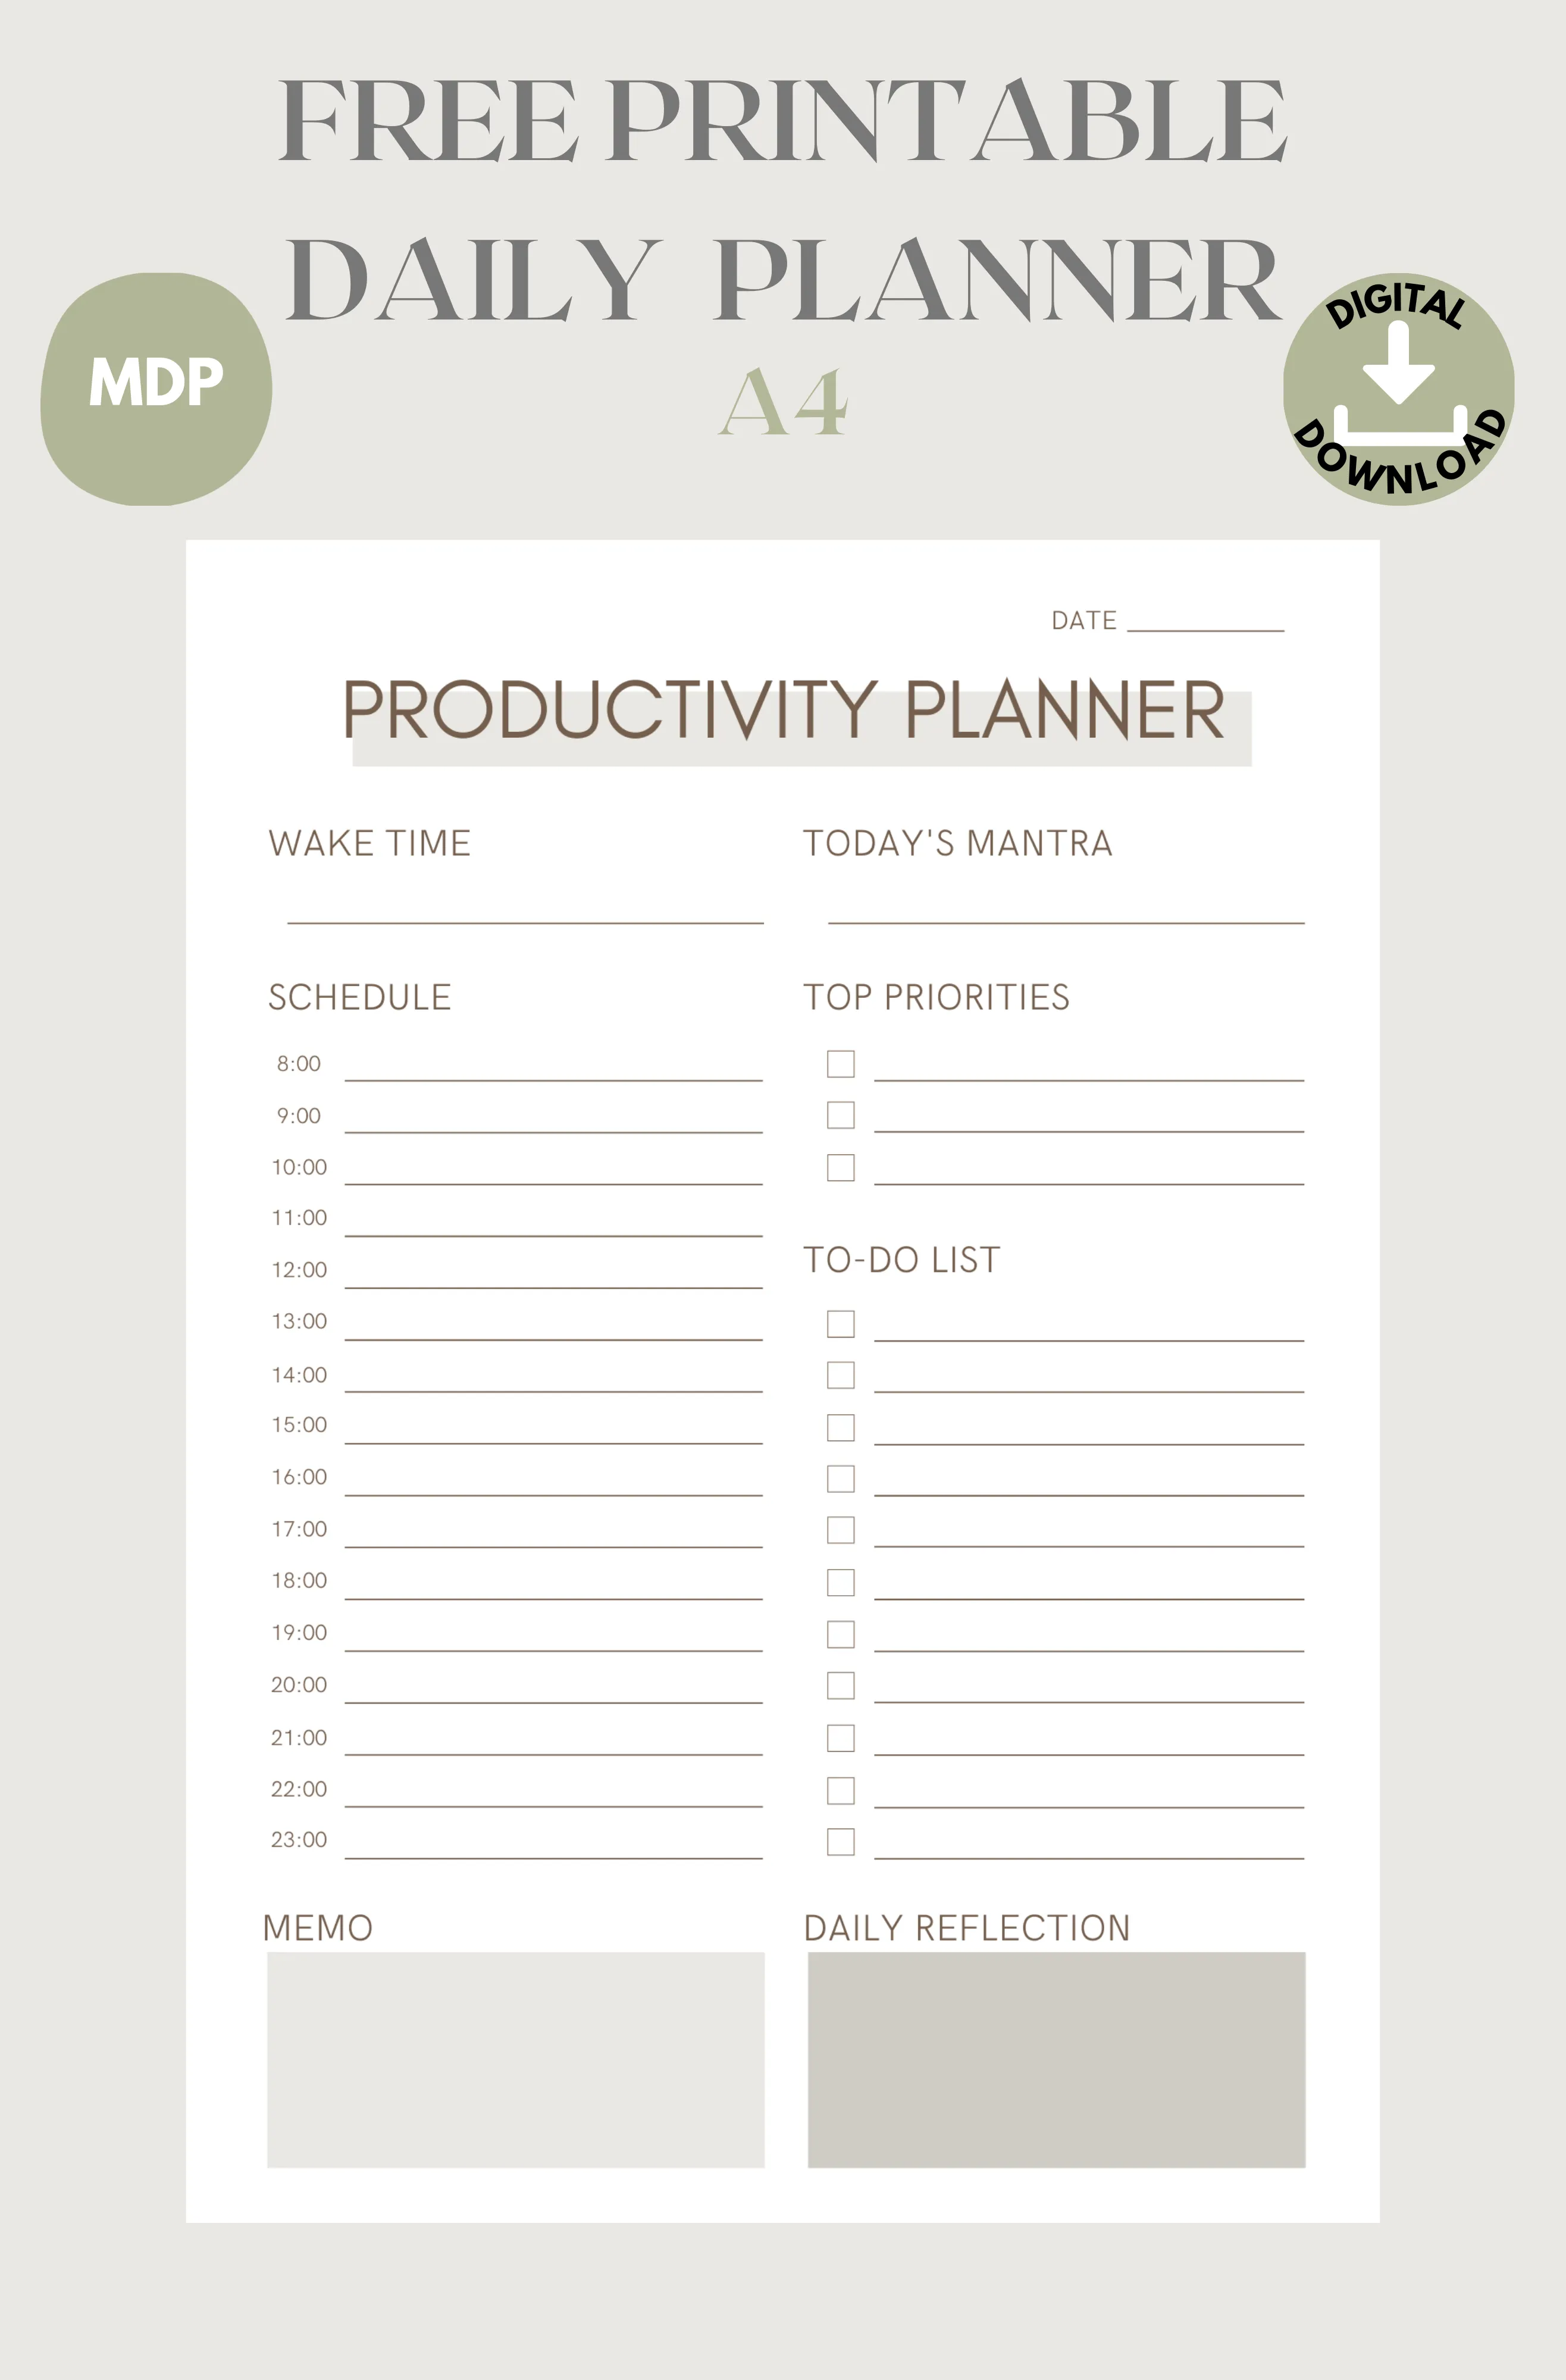 FREE PRINTABLE
DAILY PLANNER
A4
MDP
DIGITAL
DOWNLOAD
DATE
PRODUCTIVITY PLANNER
WAKE TIME
TODAY'S MANTRA
SCHEDULE
8:00
9:00
10:00
11:00
12:00
13:00
14:00
15:00
16:00
17:00
18:00
19:00
20:00
21:00
22:00
23:00
TOP PRIORITIES
TO-DO LIST
MEMO
DAILY REFLECTION